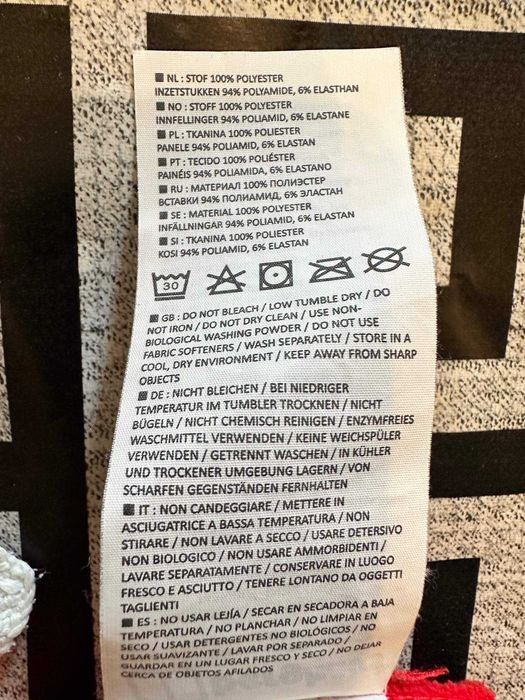 NL : STOF 100% POLYESTER
INZETSTUKKEN 94% POLYAMIDE, 6% ELASTHAN
NO : STOFF 100% POLYESTER
INNFELLINGER 94% POLIAMID, 6% ELASTANE
PL : TKANINA 100% POLIESTER
PANELE 94% POLIAMID, 6% ELASTAN
PT : TECIDO 100% POLIÉSTER
PAINÉIS 94% POLIAMIDA, 6% ELASTANO
RU : МАТЕРИАЛ 100% ПОЛИЭСТЕР
ВСТАВКИ 94% ПОЛИАМИД, 6% ЭЛАСТАН
SE : MATERIAL 100% POLYESTER
INFÄLLNINGAR 94% POLIAMID, 6% ELASTAN
SI : TKANINA 100% POLIESTER
KOSI 94% POLIAMID, 6% ELASTAN
30
GB : DO NOT BLEACH / LOW TUMBLE DRY / DO
NOT IRON / DO NOT DRY CLEAN / USE NON-
BIOLOGICAL WASHING POWDER / DO NOT USE
FABRIC SOFTENERS / WASH SEPARATELY / STORE IN A
COOL, DRY ENVIRONMENT / KEEP AWAY FROM SHARP
OBJECTS
DE : NICHT BLEICHEN / BEI NIEDRIGER
TEMPERATUR IM TUMBLER TROCKNEN / NICHT
BÜGELN / NICHT CHEMISCH REINIGEN / ENZYMFREIES
WASCHMITTEL VERWENDEN / KEINE WEICHSPÜLER
VERWENDEN / GETRENNT WASCHEN / IN KÜHLER
UND TROCKENER UMGEBUNG LAGERN / VON
SCHARFEN GEGENSTÄNDEN FERNHALTEN
IT : NON CANDEGGIARE / METTERE IN
ASCIUGATRICE A BASSA TEMPERATURA / NON
STIRARE / NON LAVARE A SECCO / USARE DETERSIVO
NON BIOLOGICO / NON USARE AMMORBIDENTI /
LAVARE SEPARATAMENTE / CONSERVARE IN LUOGO
FRESCO E ASCIUTTO / TENERE LONTANO DA OGGETTI
TAGLIENTI
ES : NO USAR LEJÍA / SECAR EN SECADORA A BAJA
TEMPERATURA / NO PLANCHAR / NO LIMPIAR EN
SECO / USAR DETERGENTES NO BIOLÓGICOS / NO
USAR SUAVIZANTE / LAVAR POR SEPARADO /
GUARDAR EN UN LUGAR FRESCO Y SECO / NO DEJAR
CERCA DE OBJETOS AFILADOS